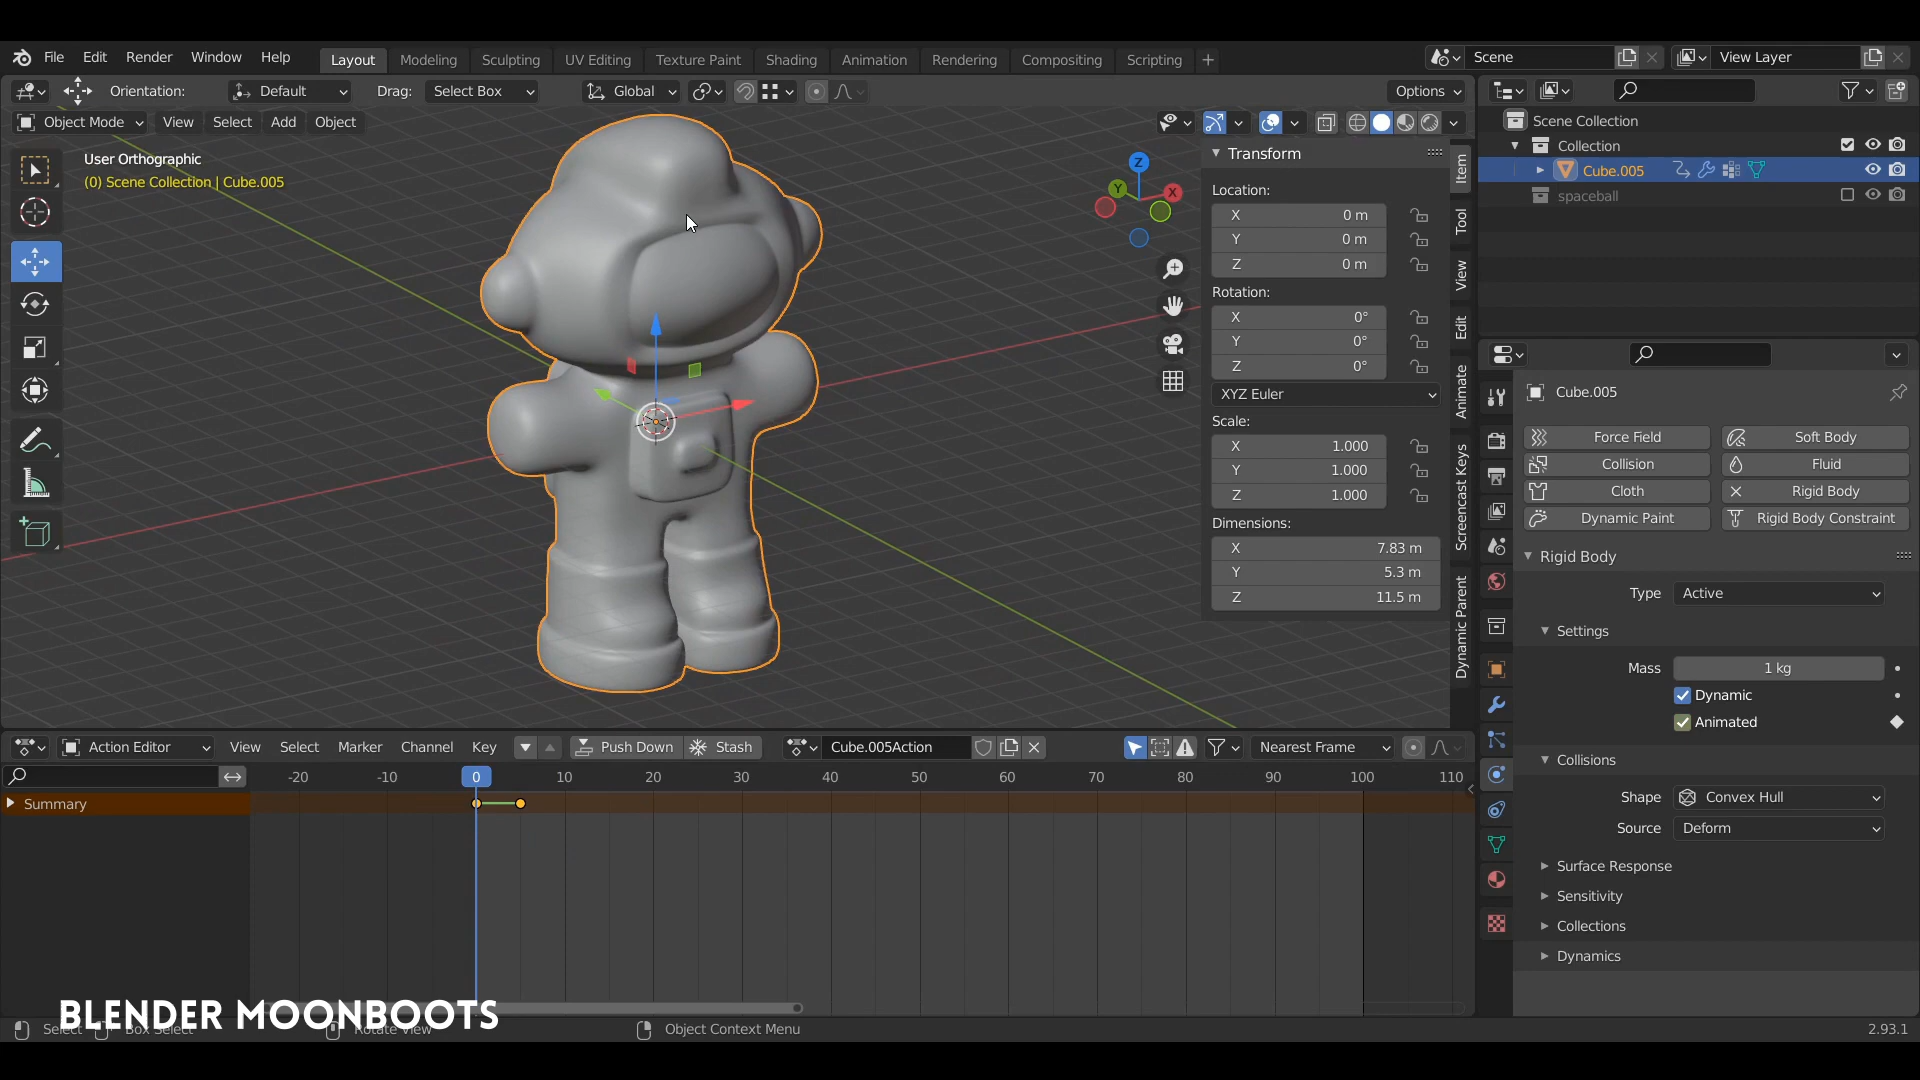 File Edit Render Window Help Layout Modeling Sculpting UV Editing Texture Paint Shading Animation Rendering Compositing Scripting + Scene View Layer
Orientation: Default Drag: Select Box Global Options
Object Mode View Select Add Object
User Orthographic
(0) Scene Collection | Cube.005
Z
Y
X
Transform
Location:
X 0 m
Y 0 m
Z 0 m
Rotation:
X 0°
Y 0°
Z 0°
XYZ Euler
Scale:
X 1.000
Y 1.000
Z 1.000
Dimensions:
X 7.83 m
Y 5.3 m
Z 11.5 m
Item
Tool
View
Edit
Animate
Screencast Keys
Dynamic Parent
Scene Collection
Collection
Cube.005
spaceball
Cube.005
Force Field Soft Body
Collision Fluid
Cloth Rigid Body
Dynamic Paint Rigid Body Constraint
Rigid Body
Type Active
Settings
Mass 1 kg
Dynamic
Animated
Collisions
Shape Convex Hull
Source Deform
Surface Response
Sensitivity
Collections
Dynamics
Action Editor View Select Marker Channel Key Push Down Stash Cube.005Action Nearest Frame
-20 -10 0 10 20 30 40 50 60 70 80 90 100 110
Summary
BLENDER MOONBOOTS
Select Box Select Rotate View Object Context Menu 2.93.1